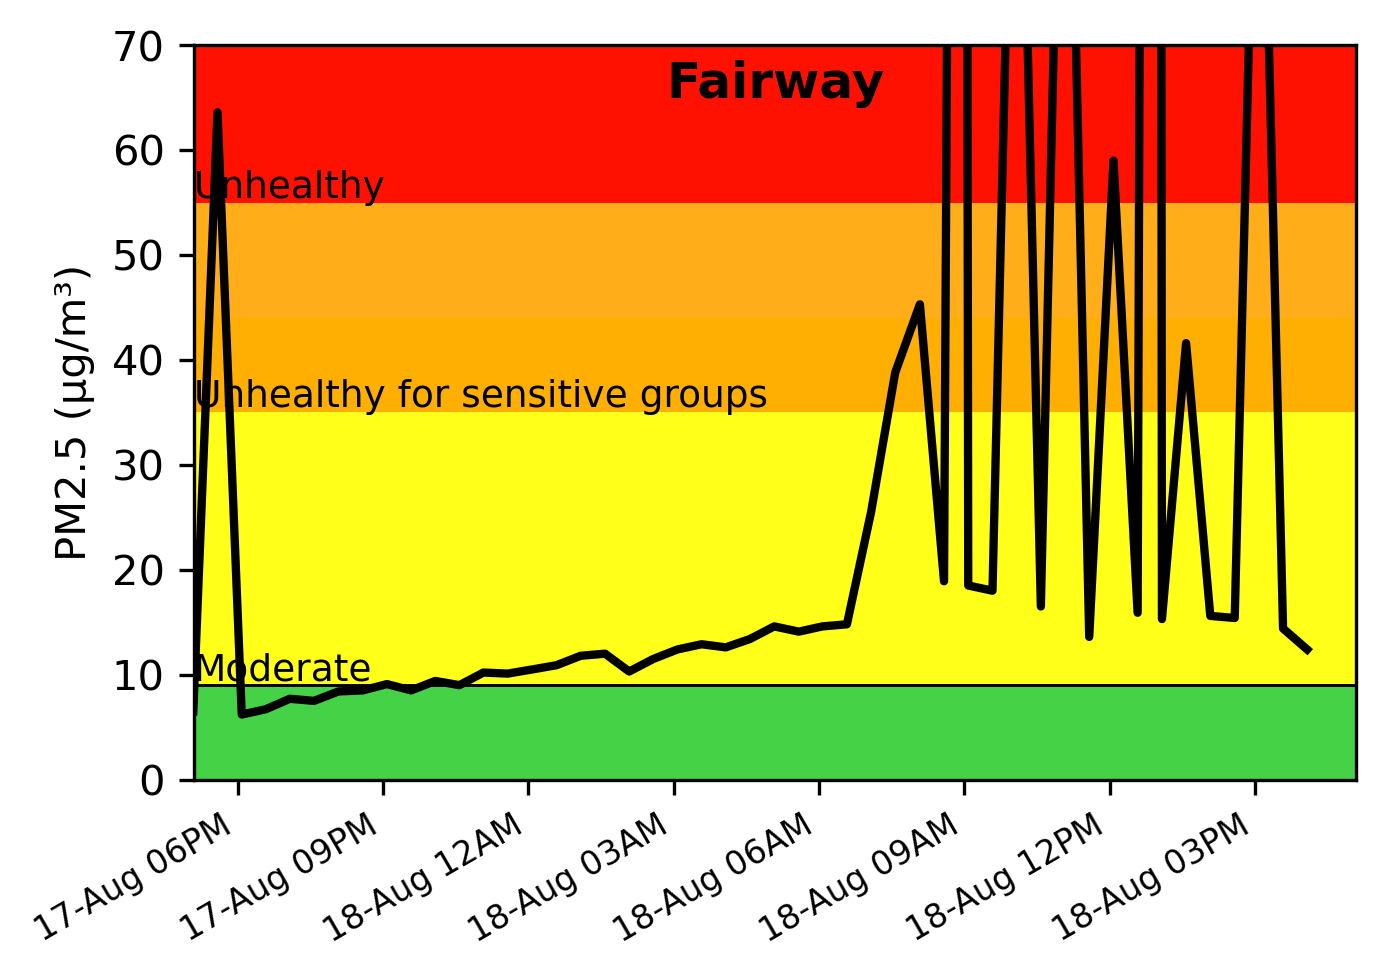 Fairway
PM2.5 (µg/m³)
70
60
50
40
30
20
10
0
Unhealthy
Unhealthy for sensitive groups
Moderate
17-Aug 06PM
17-Aug 09PM
18-Aug 12AM
18-Aug 03AM
18-Aug 06AM
18-Aug 09AM
18-Aug 12PM
18-Aug 03PM